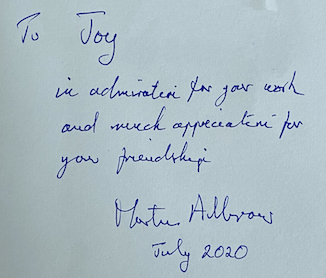 To Joy
in admiration for your work
and much appreciation for
your friendship
Martin Albrow
July 2020